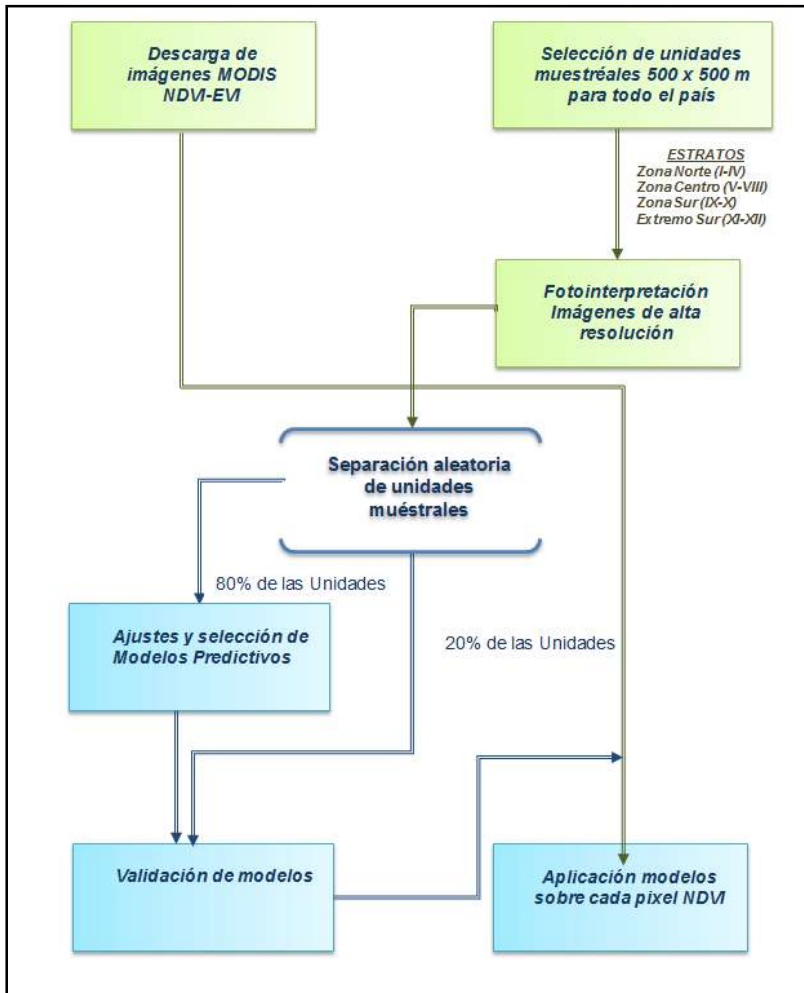 Descarga de
imágenes MODIS
NDVI-EVI
Selección de unidades
muestréales 500 x 500 m
para todo el país
ESTRATOS
Zona Norte (I-IV)
Zona Centro (V-VIII)
Zona Sur (IX-X)
Extremo Sur (XI-XII)
Fotointerpretación
Imágenes de alta
resolución
Separación aleatoria
de unidades
muéstrales
80% de las Unidades
20% de las Unidades
Ajustes y selección de
Modelos Predictivos
Validación de modelos
Aplicación modelos
sobre cada pixel NDVI